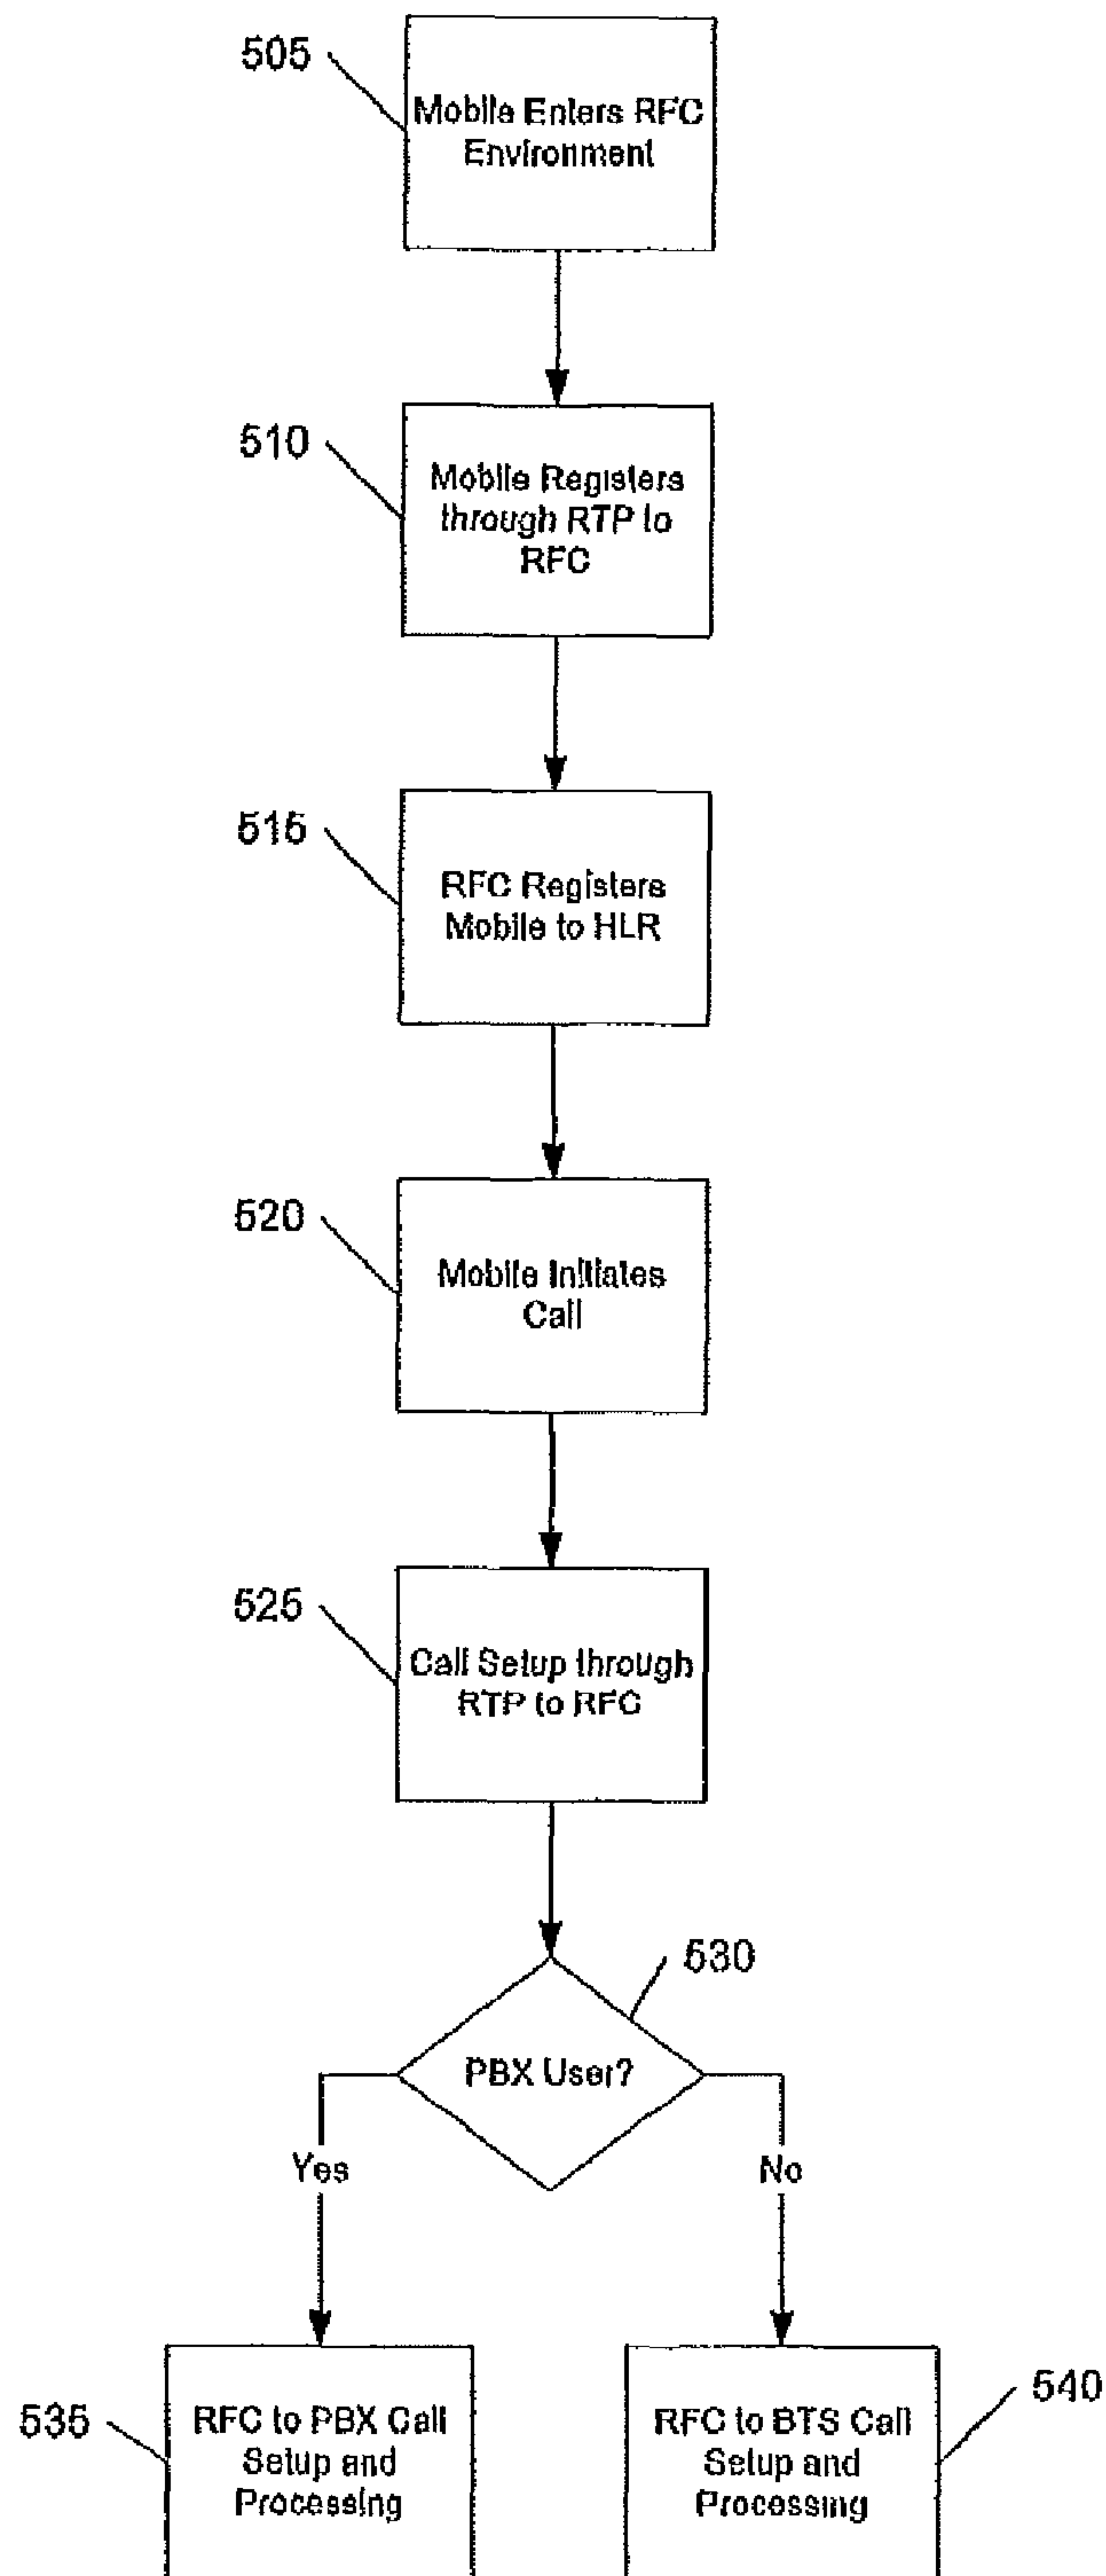 505
Mobile Enters RFC
Environment
510
Mobile Registers
through RTP to
RFC
515
RFC Registers
Mobile to HLR
520
Mobile Initiates
Call
525
Call Setup through
RTP to RFC
530
PBX User?
Yes
No
535
RFC to PBX Call
Setup and
Processing
RFC to BTS Call
Setup and
Processing
540